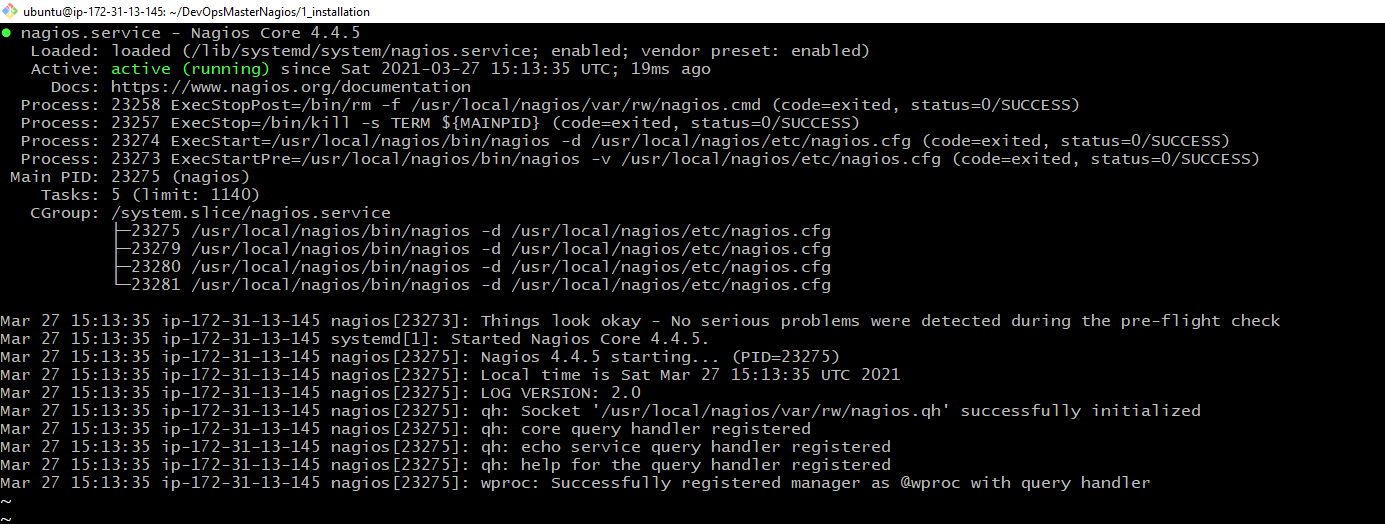 ubuntu@ip-172-31-13-145: ~/DevOpsMasterNagios/1_installation
● nagios.service - Nagios Core 4.4.5
Loaded: loaded (/lib/systemd/system/nagios.service; enabled; vendor preset: enabled)
Active: active (running) since Sat 2021-03-27 15:13:35 UTC; 19ms ago
Docs: https://www.nagios.org/documentation
Process: 23258 ExecStopPost=/bin/rm -f /usr/local/nagios/var/rw/nagios.cmd (code=exited, status=0/SUCCESS)
Process: 23257 ExecStop=/bin/kill -s TERM ${MAINPID} (code=exited, status=0/SUCCESS)
Process: 23274 ExecStart=/usr/local/nagios/bin/nagios -d /usr/local/nagios/etc/nagios.cfg (code=exited, status=0/SUCCESS)
Process: 23273 ExecStartPre=/usr/local/nagios/bin/nagios -v /usr/local/nagios/etc/nagios.cfg (code=exited, status=0/SUCCESS)
Main PID: 23275 (nagios)
Tasks: 5 (limit: 1140)
CGroup: /system.slice/nagios.service
├─23275 /usr/local/nagios/bin/nagios -d /usr/local/nagios/etc/nagios.cfg
├─23279 /usr/local/nagios/bin/nagios -d /usr/local/nagios/etc/nagios.cfg
├─23280 /usr/local/nagios/bin/nagios -d /usr/local/nagios/etc/nagios.cfg
└─23281 /usr/local/nagios/bin/nagios -d /usr/local/nagios/etc/nagios.cfg
Mar 27 15:13:35 ip-172-31-13-145 nagios[23273]: Things look okay - No serious problems were detected during the pre-flight check
Mar 27 15:13:35 ip-172-31-13-145 systemd[1]: Started Nagios Core 4.4.5.
Mar 27 15:13:35 ip-172-31-13-145 nagios[23275]: Nagios 4.4.5 starting... (PID=23275)
Mar 27 15:13:35 ip-172-31-13-145 nagios[23275]: Local time is Sat Mar 27 15:13:35 UTC 2021
Mar 27 15:13:35 ip-172-31-13-145 nagios[23275]: LOG VERSION: 2.0
Mar 27 15:13:35 ip-172-31-13-145 nagios[23275]: qh: Socket '/usr/local/nagios/var/rw/nagios.qh' successfully initialized
Mar 27 15:13:35 ip-172-31-13-145 nagios[23275]: qh: core query handler registered
Mar 27 15:13:35 ip-172-31-13-145 nagios[23275]: qh: echo service query handler registered
Mar 27 15:13:35 ip-172-31-13-145 nagios[23275]: qh: help for the query handler registered
Mar 27 15:13:35 ip-172-31-13-145 nagios[23275]: wproc: Successfully registered manager as @wproc with query handler
~
~